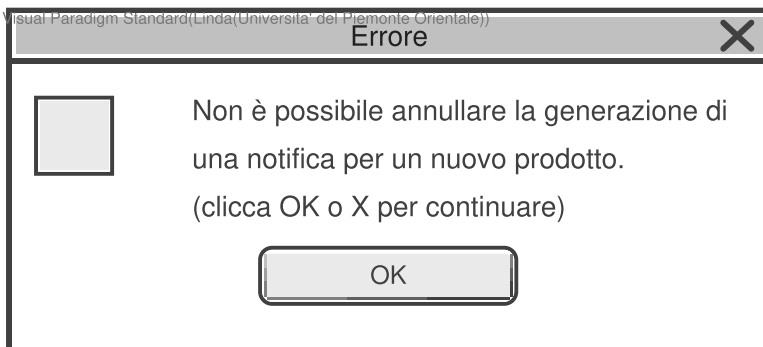 Visual Paradigm Standard(Linda(Universita' del Piemonte Orientale))
Errore
Non è possibile annullare la generazione di
una notifica per un nuovo prodotto.
(clicca OK o X per continuare)
OK